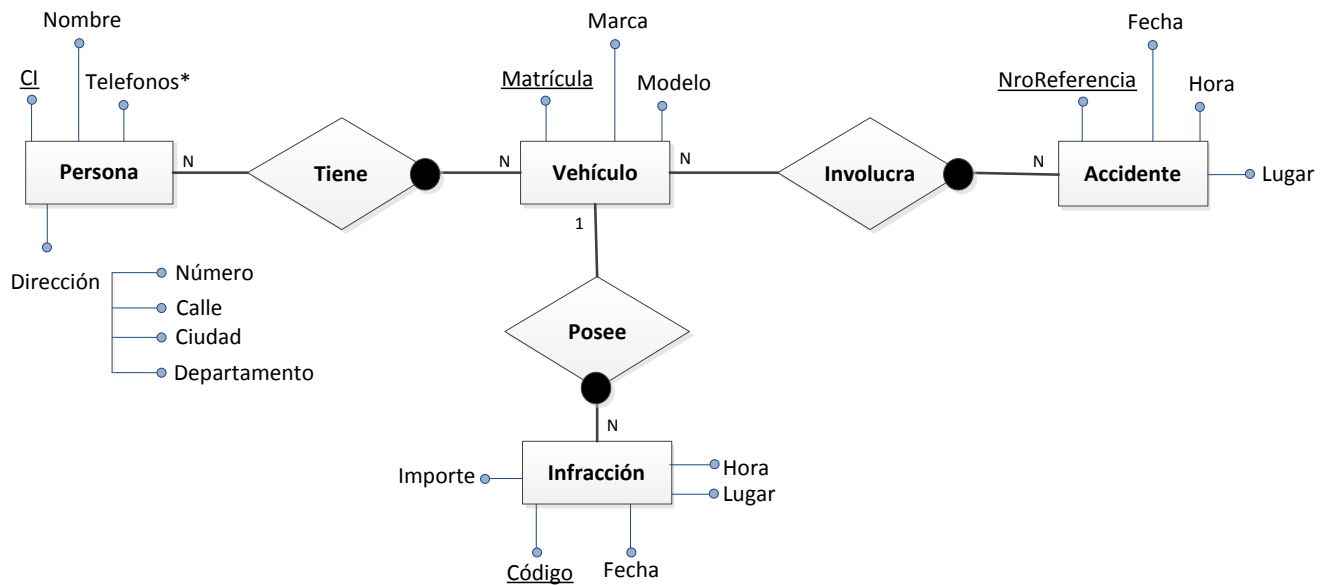 Nombre
Marca
Fecha
CI
Telefonos*
Matrícula
Modelo
NroReferencia
Hora
Persona
N
Tiene
N
Vehículo
N
Involucra
N
Accidente
Lugar
1
Dirección
Número
Calle
Ciudad
Departamento
Posee
N
Importe
Infracción
Hora
Lugar
Código
Fecha